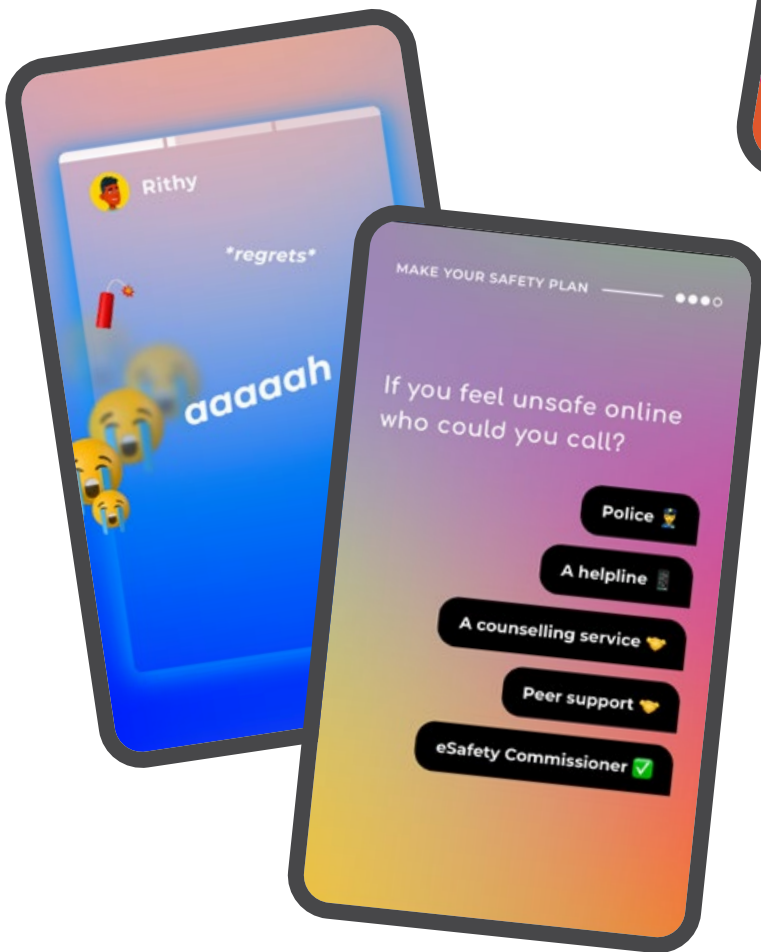 Rithy
*regrets*
aaaaah
MAKE YOUR SAFETY PLAN
If you feel unsafe online
who could you call?
Police 👮
A helpline 📱
A counselling service 🤝
Peer support 🤝
eSafety Commissioner ✅